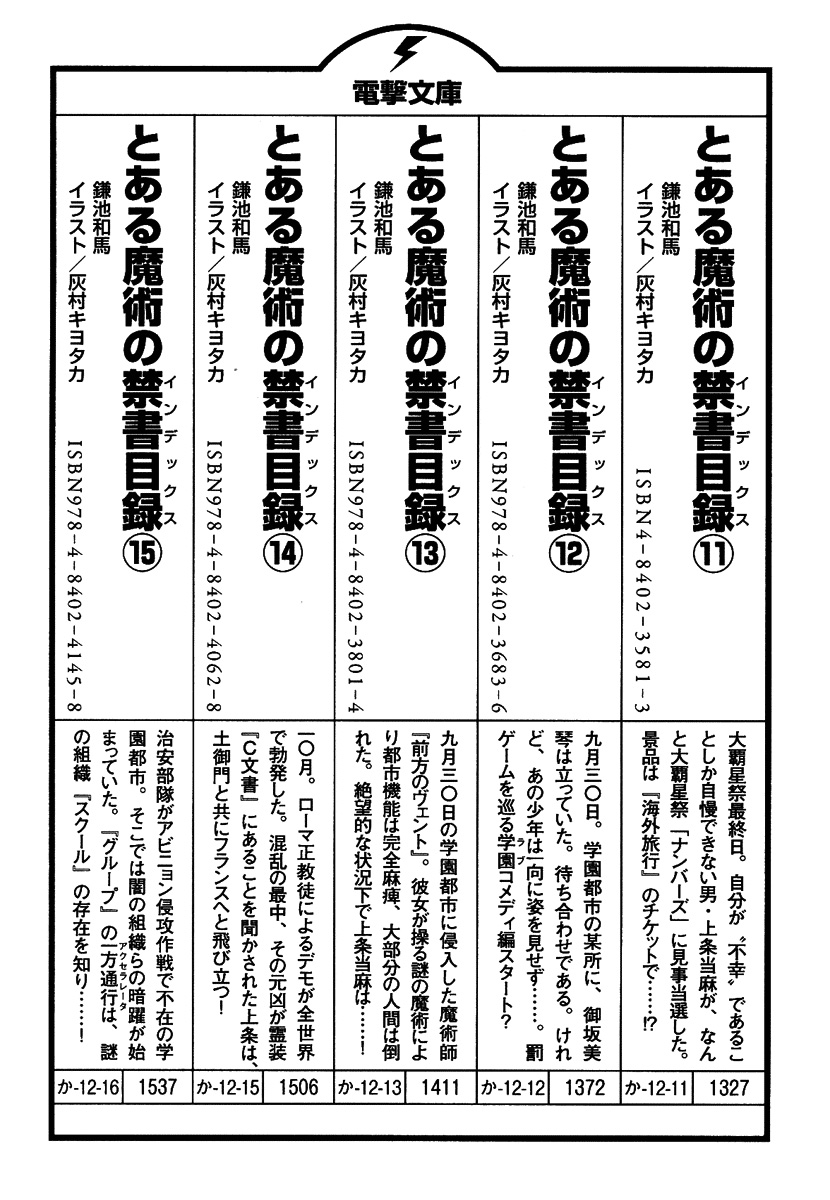 電撃文庫
とある魔術の禁書目録⑪
インデックス
鎌池和馬
イラスト/灰村キヨタカ
ISBN4-8402-3581-3
大覇星祭最終日。自分が〝不幸〟であるこ
としか自慢できない男・上条当麻が、なん
と大覇星祭「ナンバーズ」に見事当選した。
景品は『海外旅行』のチケットで……!?
か-12-11
1327
とある魔術の禁書目録⑫
インデックス
鎌池和馬
イラスト/灰村キヨタカ
ISBN978-4-8402-3683-6
九月三〇日。学園都市の某所に、御坂美
琴は立っていた。待ち合わせである。けれ
ど、あの少年は一向に姿を見せず……。罰
ゲームを巡る学園コメディ編スタート?
ラブ
か-12-12
1372
とある魔術の禁書目録⑬
インデックス
鎌池和馬
イラスト/灰村キヨタカ
ISBN978-4-8402-3801-4
九月三〇日の学園都市に侵入した魔術師
『前方のヴェント』。彼女が操る謎の魔術によ
り都市機能は完全麻痺、大部分の人間は倒
れた。絶望的な状況下で上条当麻は……!
か-12-13
1411
とある魔術の禁書目録⑭
インデックス
鎌池和馬
イラスト/灰村キヨタカ
ISBN978-4-8402-4062-8
一〇月。ローマ正教徒によるデモが全世界
で勃発した。混乱の最中、その元凶が霊装
『C文書』にあることを聞かされた上条は、
土御門と共にフランスへと飛び立つ!
か-12-15
1506
とある魔術の禁書目録⑮
インデックス
鎌池和馬
イラスト/灰村キヨタカ
ISBN978-4-8402-4145-8
治安部隊がアビニョン侵攻作戦で不在の学
園都市。そこでは闇の組織らの暗躍が始
まっていた。『グループ』の一方通行は、謎
アクセラレータ
の組織『スクール』の存在を知り……!
か-12-16
1537